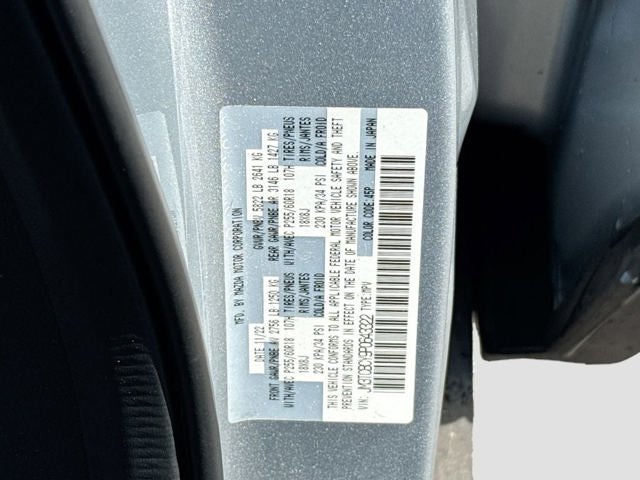 MFD. BY MAZDA MOTOR CORPORATION
DATE 11/22 GVWR/PNBV 5822 LB 2641 KG
FRONT GAWR/PNBE AV 2756 LB 1250 KG REAR GAWR/PNBE AR 3146 LB 1427 KG
WITH/AVEC P255/60R18 107H TIRES/PNEUS WITH/AVEC P255/60R18 107H TIRES/PNEUS
18X8J RIMS/JANTES 18X8J RIMS/JANTES
230 KPA/34 PSI COLD/A FROID 230 KPA/34 PSI COLD/A FROID
THIS VEHICLE CONFORMS TO ALL APPLICABLE FEDERAL MOTOR VEHICLE SAFETY AND THEFT
STANDARDS IN EFFECT ON THE DATE OF MANUFACTURE SHOWN ABOVE.
COLOR CODE:45P MADE IN JAPAN
VIN: JM3TCBCY9P0643322 TYPE:MPV